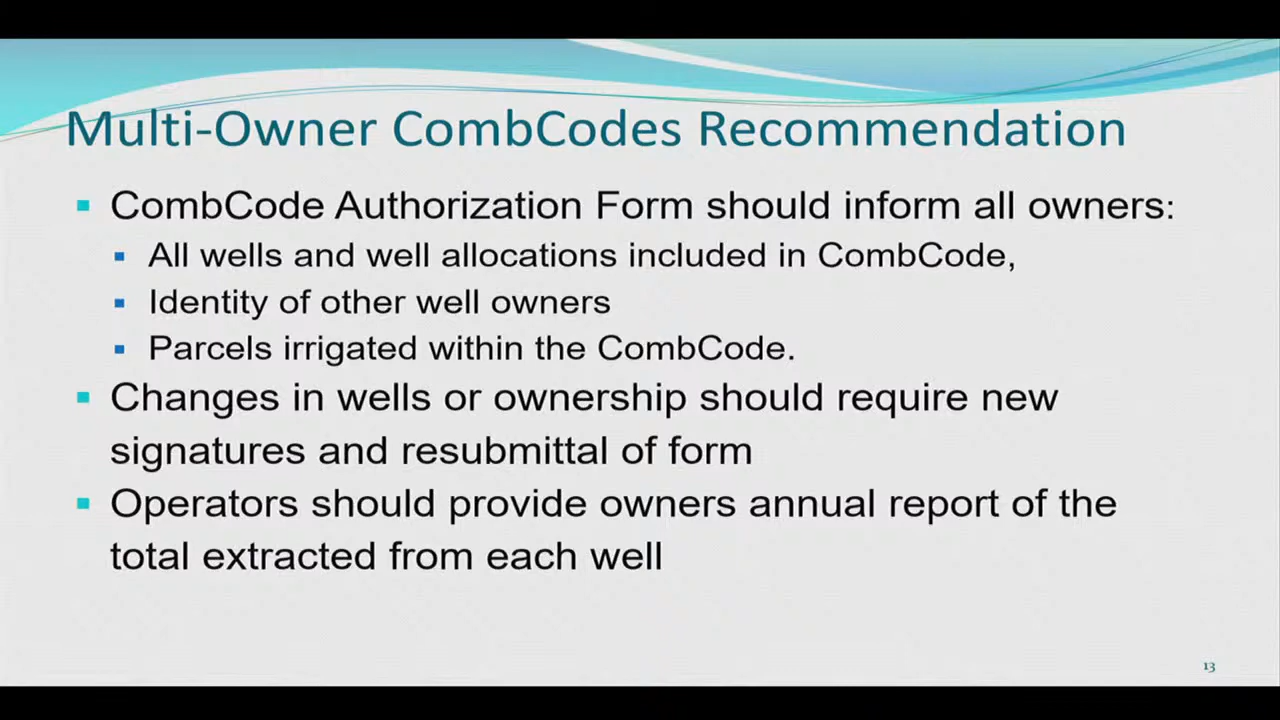 Multi-Owner CombCodes Recommendation
CombCode Authorization Form should inform all owners:
All wells and well allocations included in CombCode,
Identity of other well owners
Parcels irrigated within the CombCode.
Changes in wells or ownership should require new
signatures and resubmittal of form
Operators should provide owners annual report of the
total extracted from each well
13